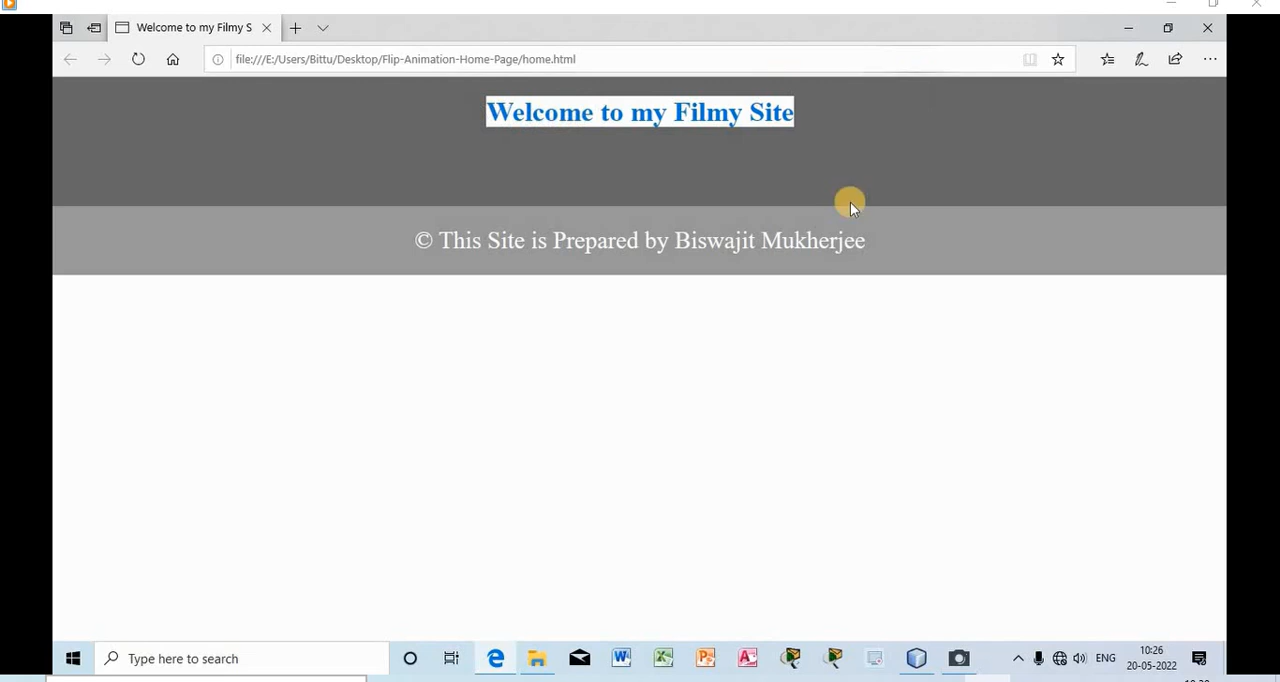 Welcome to my Filmy S
file:///E:/Users/Bittu/Desktop/Flip-Animation-Home-Page/home.html
Welcome to my Filmy Site
© This Site is Prepared by Biswajit Mukherjee
Type here to search
ENG
10:26
20-05-2022